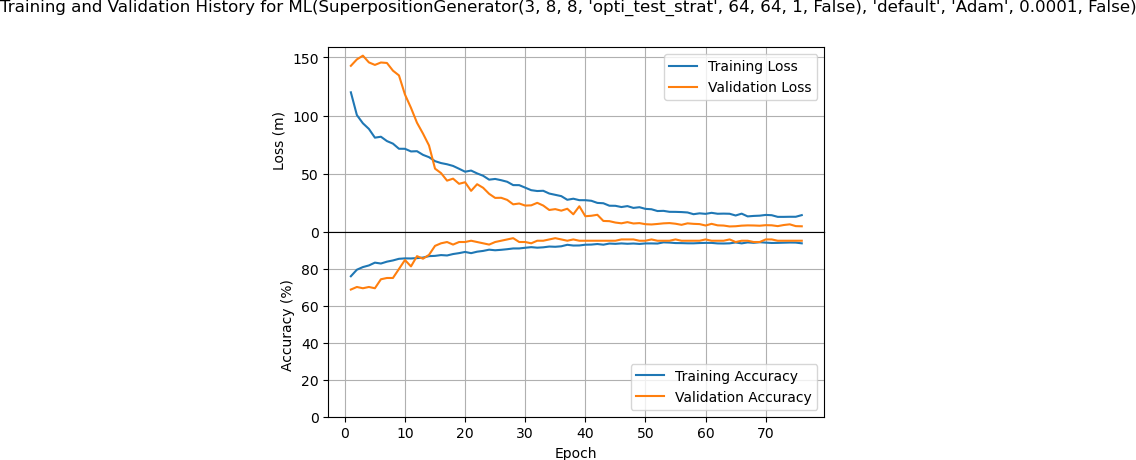 Training and Validation History for ML(SuperpositionGenerator(3, 8, 8, 'opti_test_strat', 64, 64, 1, False), 'default', 'Adam', 0.0001, False)
150
100
50
0
Loss (m)
Training Loss
Validation Loss
80
60
40
20
0
Accuracy (%)
Training Accuracy
Validation Accuracy
0 10 20 30 40 50 60 70
Epoch